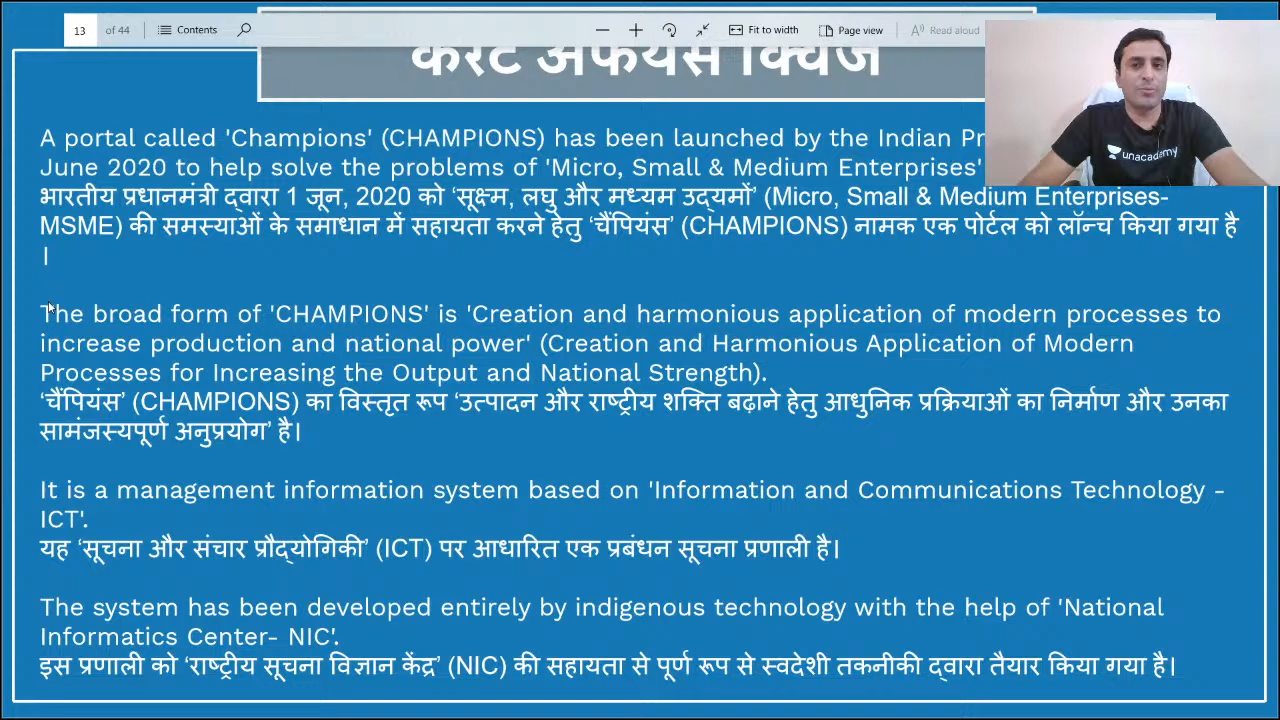 13 of 44 Contents Fit to width Page view Read aloud
करंट अफेयर्स क्विज
A portal called 'Champions' (CHAMPIONS) has been launched by the Indian Pr
June 2020 to help solve the problems of 'Micro, Small & Medium Enterprises'
भारतीय प्रधानमंत्री द्वारा 1 जून, 2020 को ‘सूक्ष्म, लघु और मध्यम उद्यमों’ (Micro, Small & Medium Enterprises-
MSME) की समस्याओं के समाधान में सहायता करने हेतु ‘चैंपियंस’ (CHAMPIONS) नामक एक पोर्टल को लॉन्च किया गया है
।
The broad form of 'CHAMPIONS' is 'Creation and harmonious application of modern processes to
increase production and national power' (Creation and Harmonious Application of Modern
Processes for Increasing the Output and National Strength).
‘चैंपियंस’ (CHAMPIONS) का विस्तृत रूप ‘उत्पादन और राष्ट्रीय शक्ति बढ़ाने हेतु आधुनिक प्रक्रियाओं का निर्माण और उनका
सामंजस्यपूर्ण अनुप्रयोग’ है।
It is a management information system based on 'Information and Communications Technology -
ICT'.
यह ‘सूचना और संचार प्रौद्योगिकी’ (ICT) पर आधारित एक प्रबंधन सूचना प्रणाली है।
The system has been developed entirely by indigenous technology with the help of 'National
Informatics Center- NIC'.
इस प्रणाली को ‘राष्ट्रीय सूचना विज्ञान केंद्र’ (NIC) की सहायता से पूर्ण रूप से स्वदेशी तकनीकी द्वारा तैयार किया गया है।
unacademy